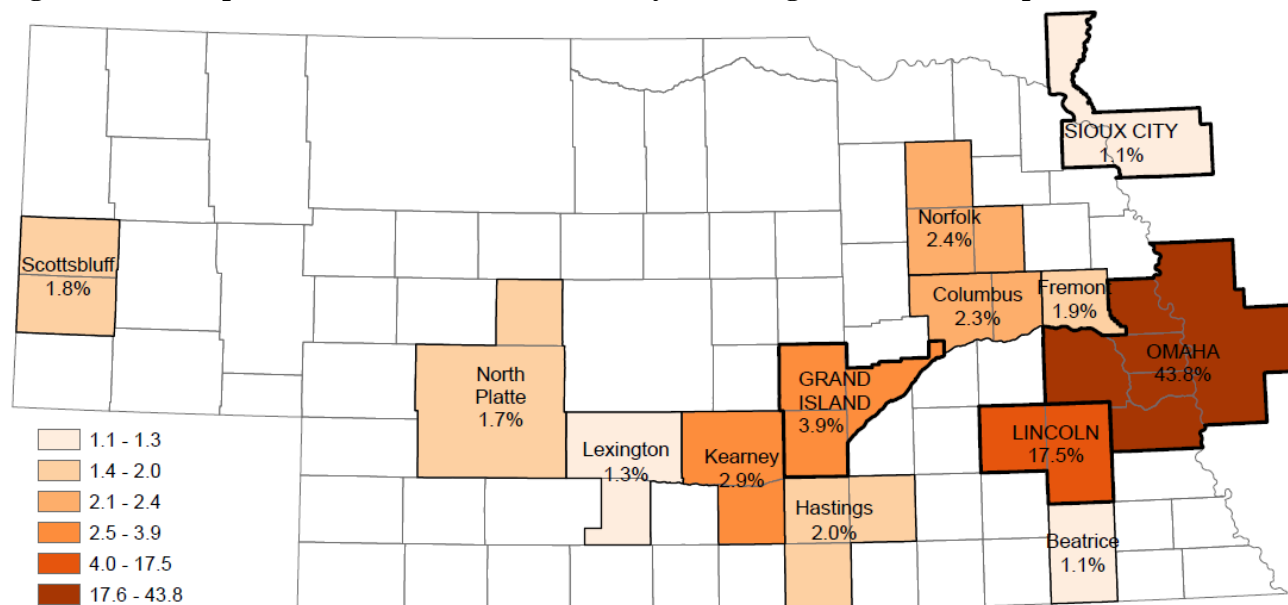 SIOUX CITY
1.1%
Norfolk
2.4%
Scottsbluff
1.8%
Columbus
2.3%
Fremon
1.9%
OMAHA
43.8%
North
Platte
1.7%
GRAND
ISLAND
3.9%
LINCOLN
17.5%
Lexington
1.3%
Kearney
2.9%
Hastings
2.0%
Beatrice
1.1%
1.1 - 1.3
1.4 - 2.0
2.1 - 2.4
2.5 - 3.9
4.0 - 17.5
17.6 - 43.8